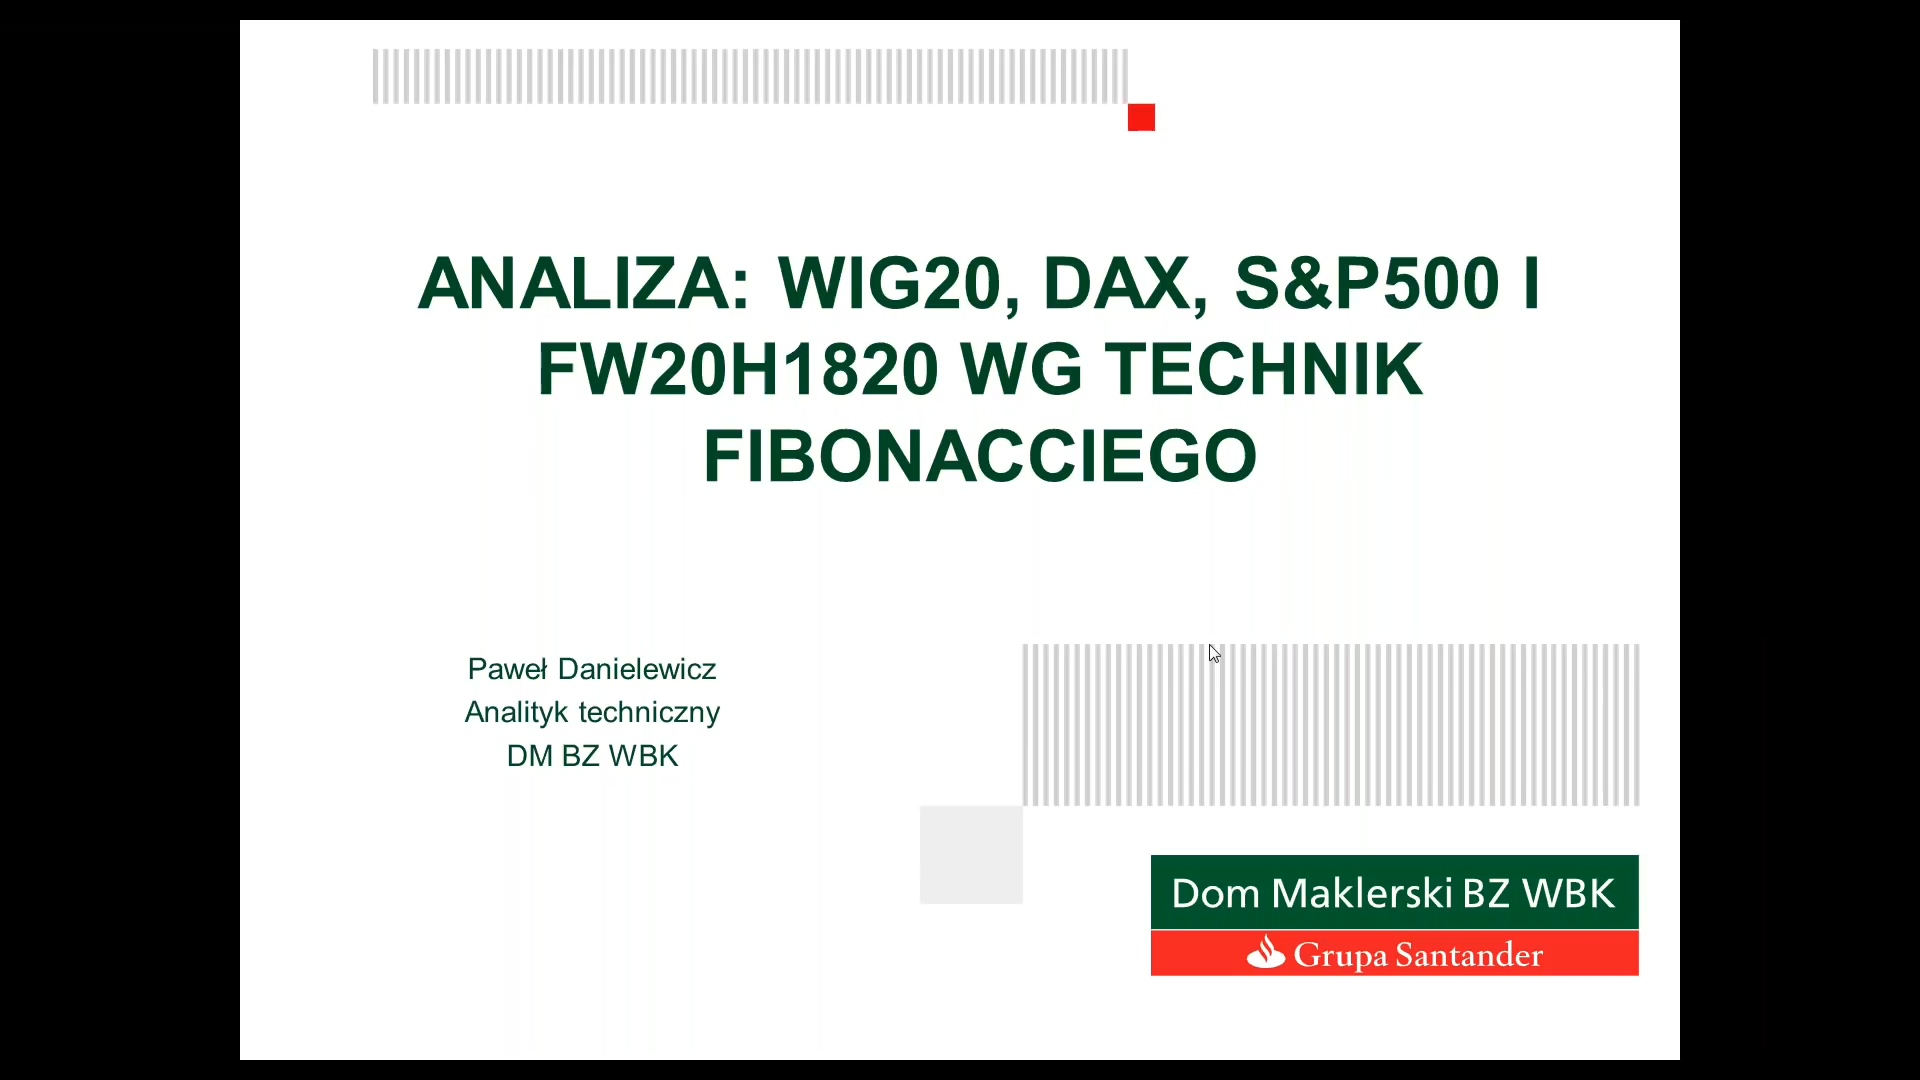 ANALIZA: WIG20, DAX, S&P500 I
FW20H1820 WG TECHNIK
FIBONACCIEGO
Paweł Danielewicz
Analityk techniczny
DM BZ WBK
Dom Maklerski BZ WBK
Grupa Santander